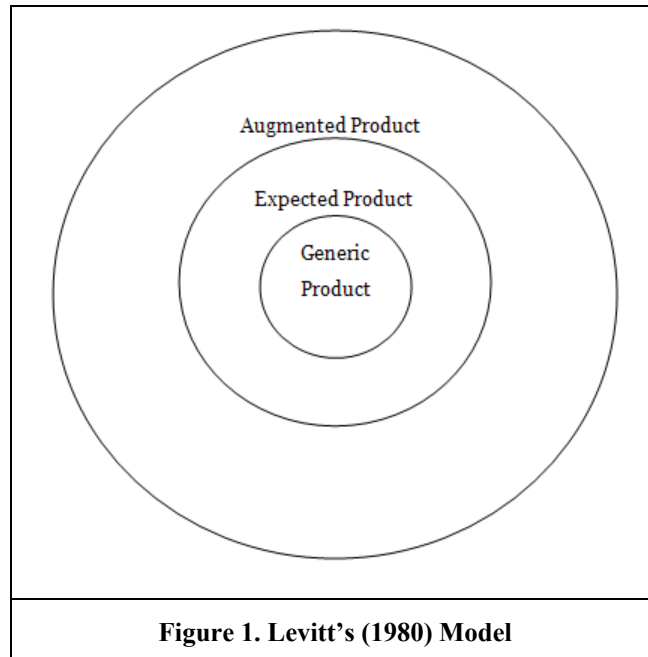 Augmented Product
Expected Product
Generic
Product
Figure 1. Levitt’s (1980) Model